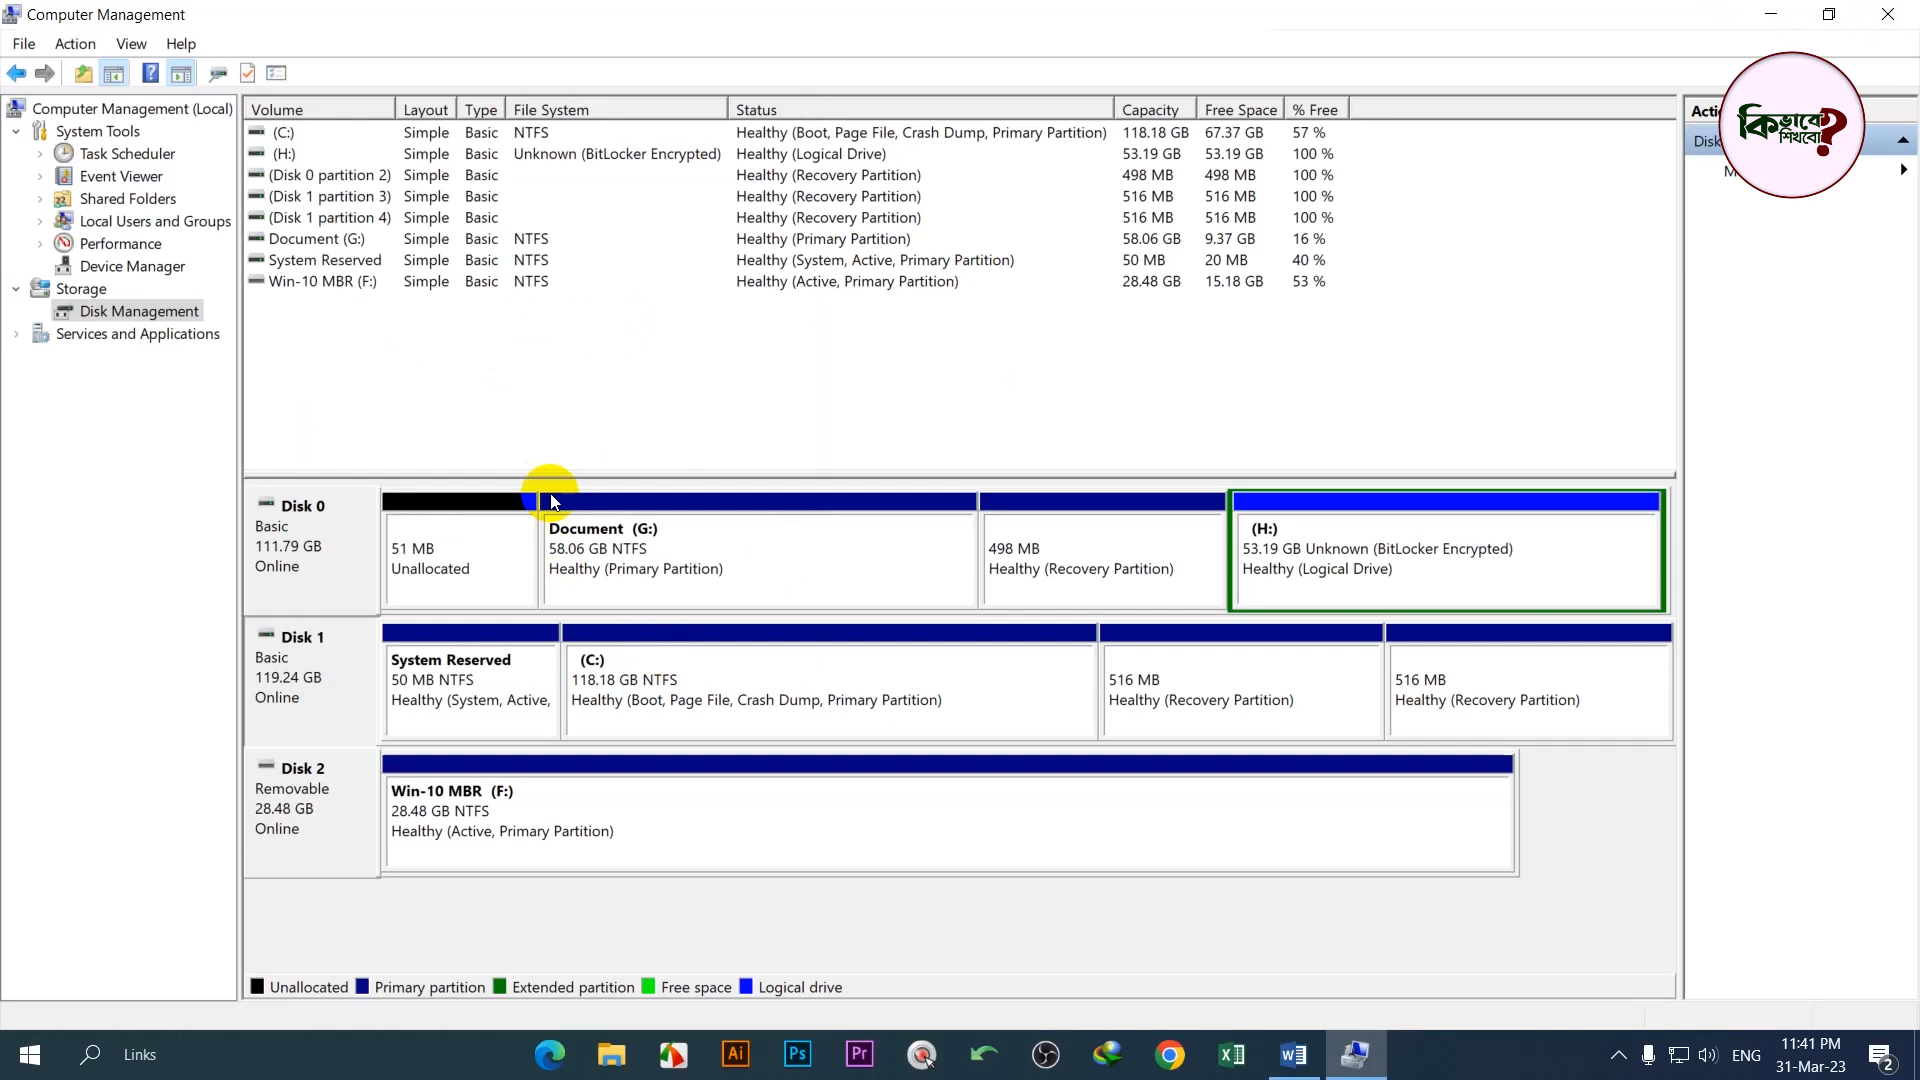 Computer Management
File Action View Help
Computer Management (Local)
System Tools
Task Scheduler
Event Viewer
Shared Folders
Local Users and Groups
Performance
Device Manager
Storage
Disk Management
Services and Applications
Volume Layout Type File System Status Capacity Free Space % Free
(C:) Simple Basic NTFS Healthy (Boot, Page File, Crash Dump, Primary Partition) 118.18 GB 67.37 GB 57 %
(H:) Simple Basic Unknown (BitLocker Encrypted) Healthy (Logical Drive) 53.19 GB 53.19 GB 100 %
(Disk 0 partition 2) Simple Basic Healthy (Recovery Partition) 498 MB 498 MB 100 %
(Disk 1 partition 3) Simple Basic Healthy (Recovery Partition) 516 MB 516 MB 100 %
(Disk 1 partition 4) Simple Basic Healthy (Recovery Partition) 516 MB 516 MB 100 %
Document (G:) Simple Basic NTFS Healthy (Primary Partition) 58.06 GB 9.37 GB 16 %
System Reserved Simple Basic NTFS Healthy (System, Active, Primary Partition) 50 MB 20 MB 40 %
Win-10 MBR (F:) Simple Basic NTFS Healthy (Active, Primary Partition) 28.48 GB 15.18 GB 53 %
Disk 0
Basic
111.79 GB
Online
51 MB
Unallocated
Document (G:)
58.06 GB NTFS
Healthy (Primary Partition)
498 MB
Healthy (Recovery Partition)
(H:)
53.19 GB Unknown (BitLocker Encrypted)
Healthy (Logical Drive)
Disk 1
Basic
119.24 GB
Online
System Reserved
50 MB NTFS
Healthy (System, Active,
(C:)
118.18 GB NTFS
Healthy (Boot, Page File, Crash Dump, Primary Partition)
516 MB
Healthy (Recovery Partition)
516 MB
Healthy (Recovery Partition)
Disk 2
Removable
28.48 GB
Online
Win-10 MBR (F:)
28.48 GB NTFS
Healthy (Active, Primary Partition)
Unallocated Primary partition Extended partition Free space Logical drive
Acti
Disk
M
কিভাবে
শিখবো?
Links
Ai Ps Pr
ENG
11:41 PM
31-Mar-23
2